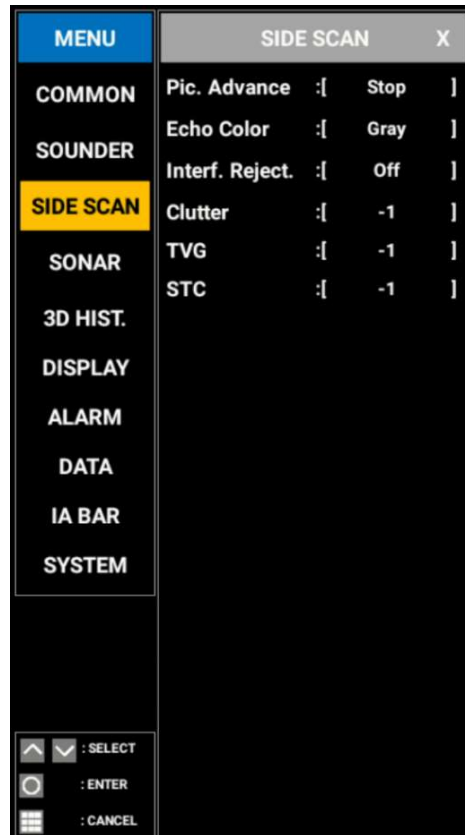 MENU
COMMON
SOUNDER
SIDE SCAN
SONAR
3D HIST.
DISPLAY
ALARM
DATA
IA BAR
SYSTEM
: SELECT
: ENTER
: CANCEL
SIDE SCAN X
Pic. Advance :[ Stop ]
Echo Color :[ Gray ]
Interf. Reject. :[ Off ]
Clutter :[ -1 ]
TVG :[ -1 ]
STC :[ -1 ]